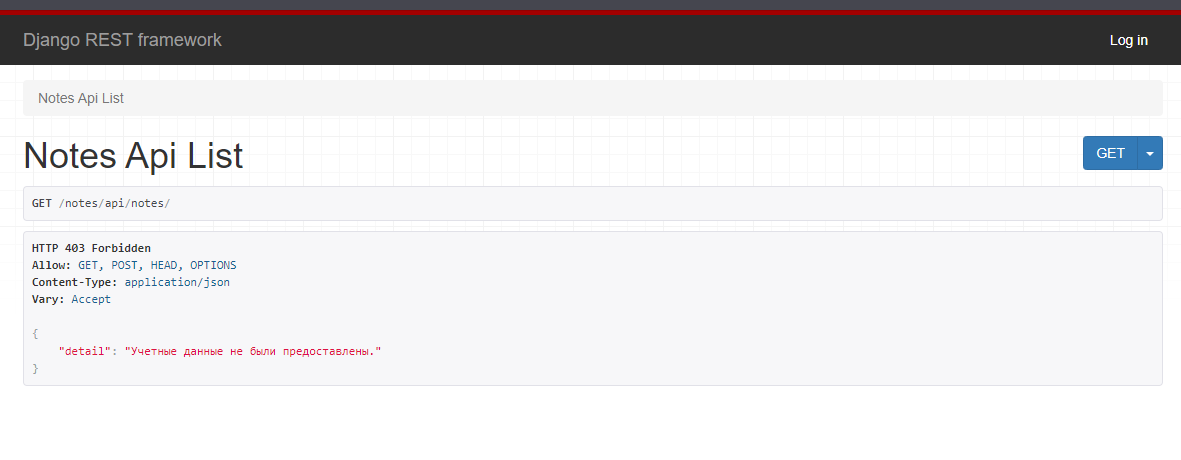 Django REST framework
Log in
Notes Api List
Notes Api List
GET
GET /notes/api/notes/
HTTP 403 Forbidden
Allow: GET, POST, HEAD, OPTIONS
Content-Type: application/json
Vary: Accept
{
"detail": "Учетные данные не были предоставлены."
}